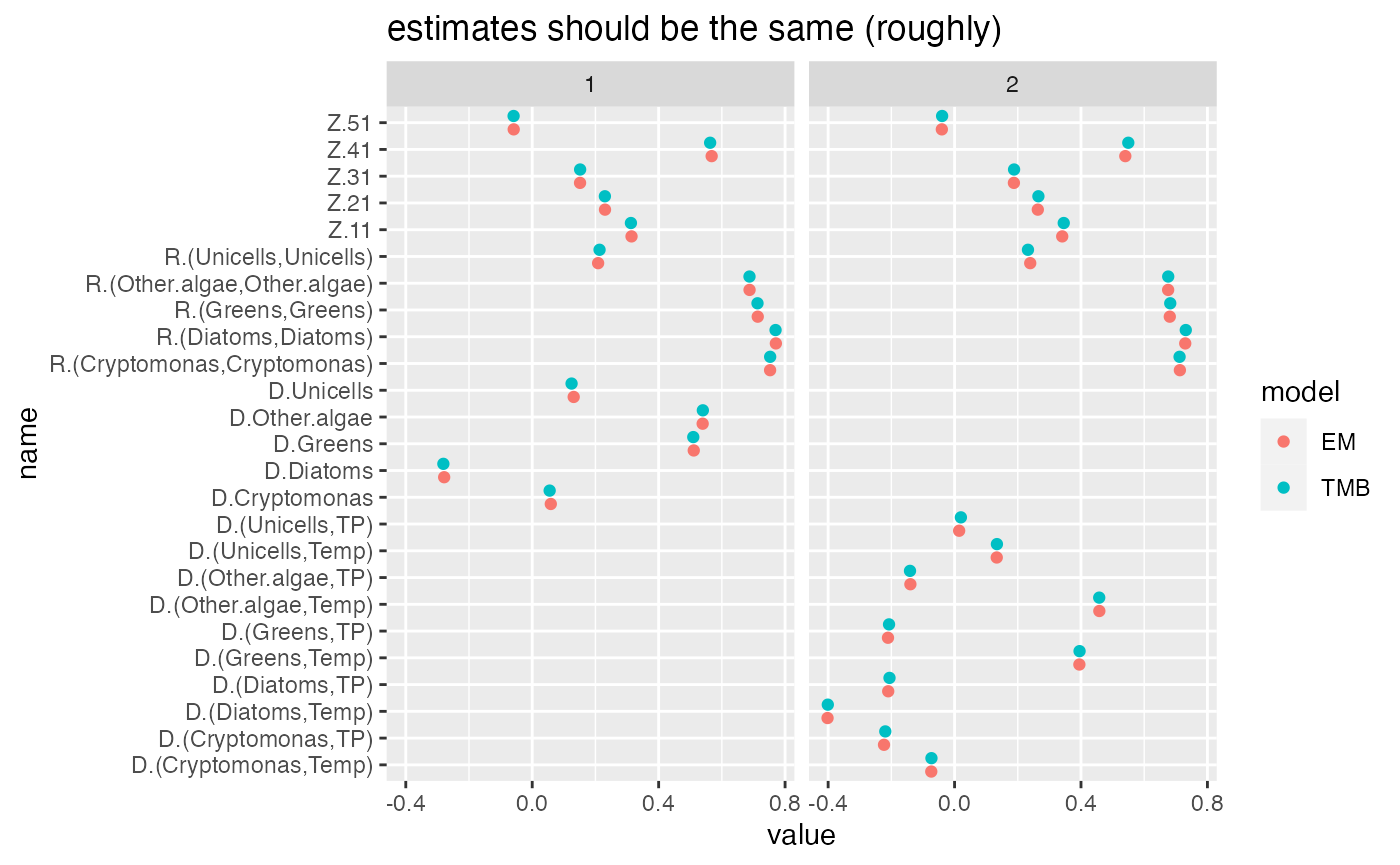 estimates should be the same (roughly)
1
2
name
Z.51
Z.41
Z.31
Z.21
Z.11
R.(Unicells,Unicells)
R.(Other.algae,Other.algae)
R.(Greens,Greens)
R.(Diatoms,Diatoms)
R.(Cryptomonas,Cryptomonas)
D.Unicells
D.Other.algae
D.Greens
D.Diatoms
D.Cryptomonas
D.(Unicells,TP)
D.(Unicells,Temp)
D.(Other.algae,TP)
D.(Other.algae,Temp)
D.(Greens,TP)
D.(Greens,Temp)
D.(Diatoms,TP)
D.(Diatoms,Temp)
D.(Cryptomonas,TP)
D.(Cryptomonas,Temp)
-0.4 0.0 0.4 0.8
-0.4 0.0 0.4 0.8
value
model
EM
TMB